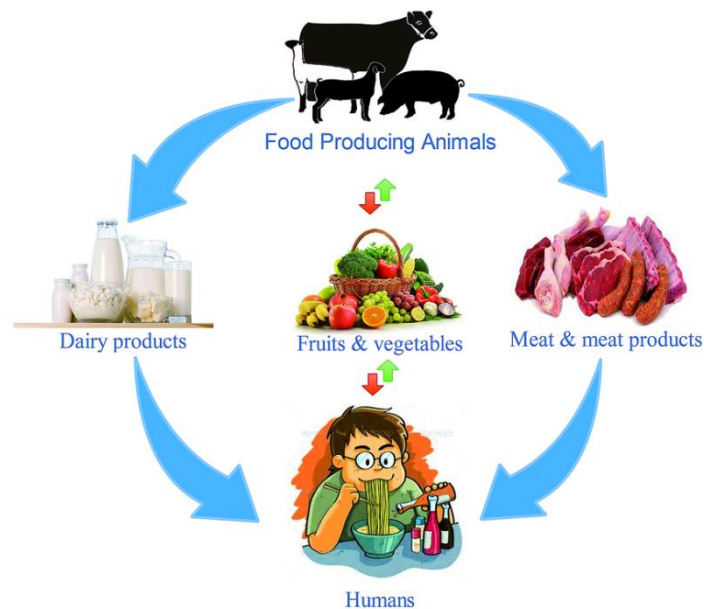 Food Producing Animals
Dairy products
Fruits & vegetables
Meat & meat products
Humans